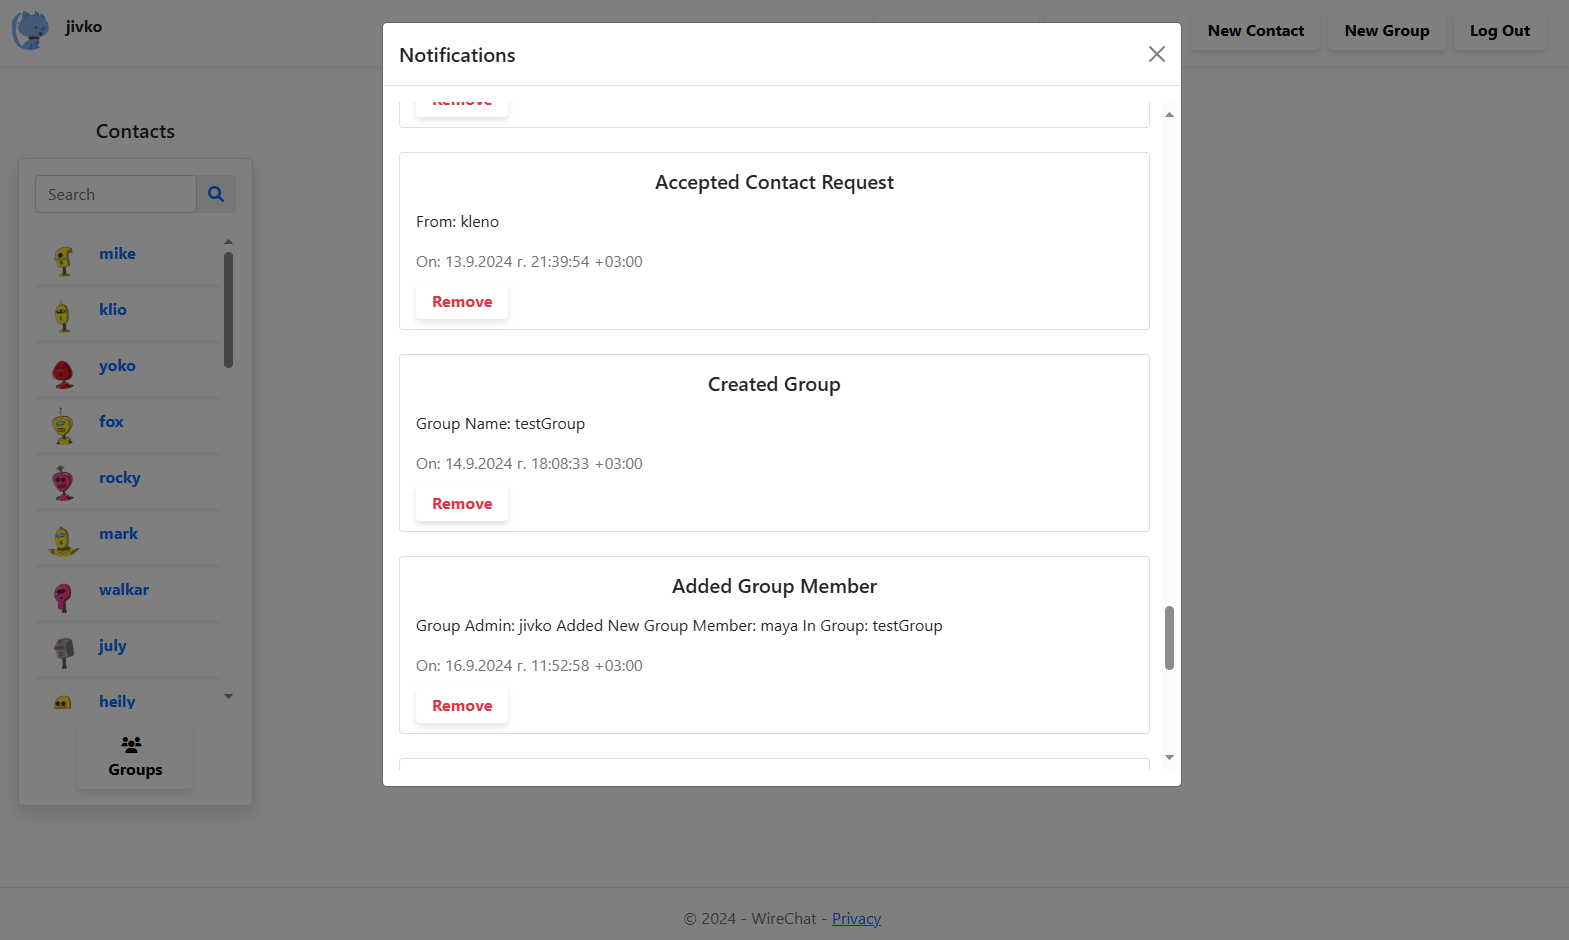 jivko
New Contact
New Group
Log Out
Notifications
Remove
Accepted Contact Request
From: kleno
On: 13.9.2024 г. 21:39:54 +03:00
Remove
Created Group
Group Name: testGroup
On: 14.9.2024 г. 18:08:33 +03:00
Remove
Added Group Member
Group Admin: jivko Added New Group Member: maya In Group: testGroup
On: 16.9.2024 г. 11:52:58 +03:00
Remove
Contacts
Search
mike
klio
yoko
fox
rocky
mark
walkar
july
heily
Groups
© 2024 - WireChat - Privacy